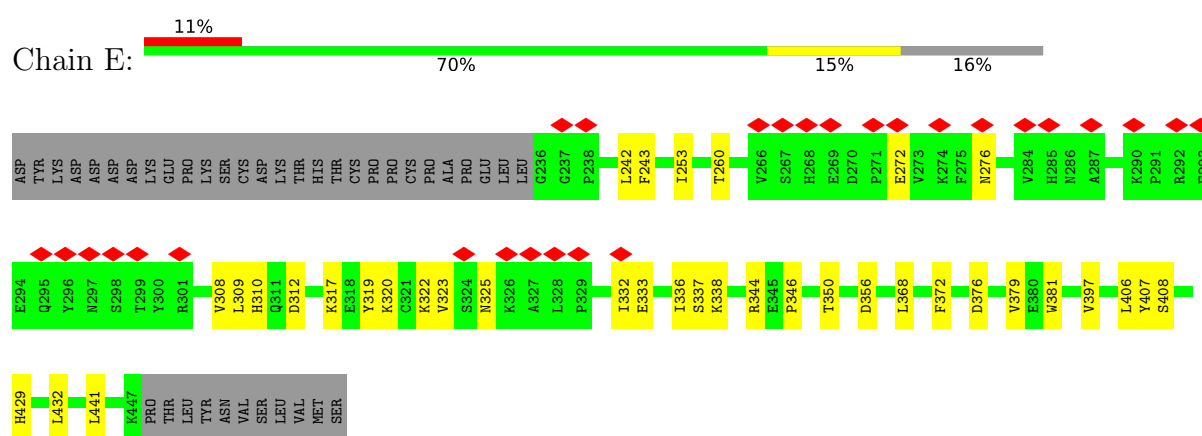 11%
Chain E:
70% 15% 16%
ASP TYR LYS ASP ASP ASP ASP LYS GLU PRO LYS SER CYS ASP LYS THR HIS THR CYS PRO PRO CYS PRO ALA PRO GLU LEU LEU G236 G237 P238 L242 F243 I253 T260 V266 S267 H268 E269 D270 P271 E272 V273 K274 F275 N276 V284 H285 N286 A287 K290 P291 R292
E294 Q295 Y296 N297 S298 T299 Y300 R301 V308 L309 H310 Q311 D312 K317 E318 Y319 K320 C321 K322 V323 S324 N325 K326 A327 L328 P329 I332 E333 I336 S337 K338 R344 E345 P346 T350 D356 L368 F372 D376 V379 E380 W381 V397 L406 Y407 S408
H429 L432 L441 K447 PRO THR LEU TYR ASN VAL SER LEU VAL MET SER